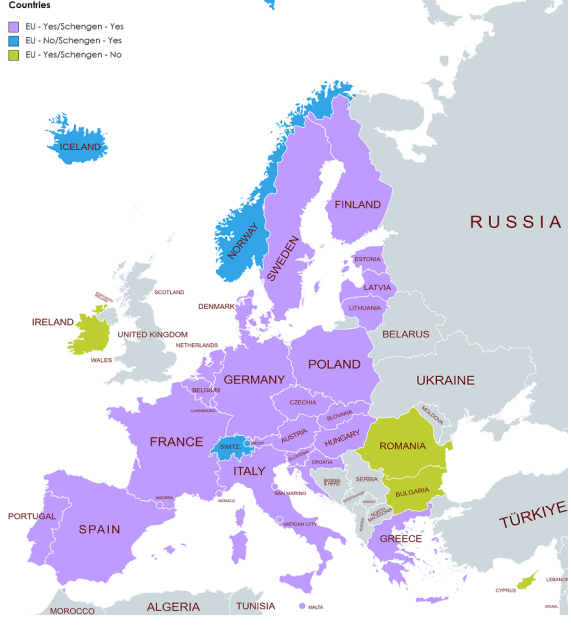 Countries
EU - Yes/Schengen - Yes
EU - No/Schengen - Yes
EU - Yes/Schengen - No
ICELAND
FINLAND
RUSSIA
NORWAY
SWEDEN
ESTONIA
LATVIA
LITHUANIA
SCOTLAND
DENMARK
IRELAND
UNITED KINGDOM
BELARUS
NETHERLANDS
WALES
POLAND
GERMANY
UKRAINE
BELGIUM
CZECHIA
LUXEMBOURG
SLOVAKIA
MOLDOVA
AUSTRIA
HUNGARY
FRANCE
SWITZ.
ROMANIA
SLOVENIA
CROATIA
ITALY
SERBIA
SAN MARINO
BULGARIA
ANDORRA
MONACO
PORTUGAL
SPAIN
VATICAN CITY
NORTH
MACEDONIA
TÜRKIYE
GREECE
CYPRUS
LEBANON
MALTA
ISRAEL
MOROCCO
ALGERIA
TUNISIA